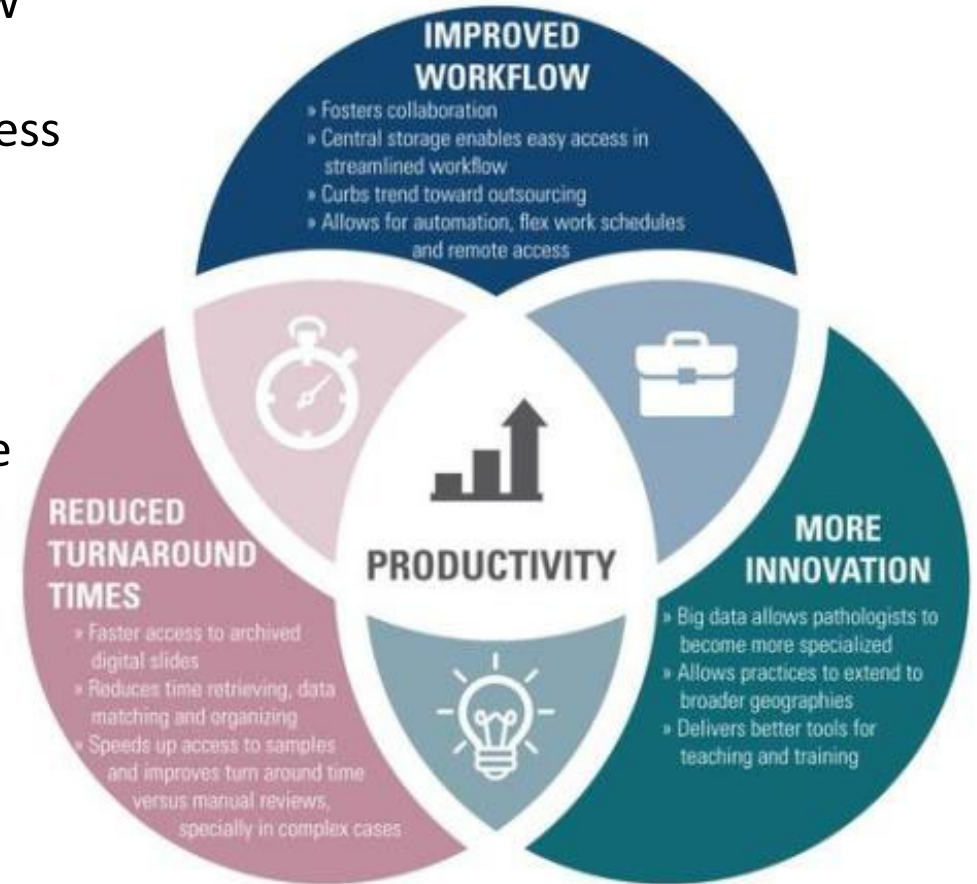 w
ess
e
IMPROVED
WORKFLOW
» Fosters collaboration
» Central storage enables easy access in
streamlined workflow
» Curbs trend toward outsourcing
» Allows for automation, flex work schedules
and remote access
PRODUCTIVITY
REDUCED
TURNAROUND
TIMES
» Faster access to archived
digital slides
» Reduces time retrieving, data
matching and organizing
» Speeds up access to samples
and improves turn around time
versus manual reviews,
specially in complex cases
MORE
INNOVATION
» Big data allows pathologists to
become more specialized
» Allows practices to extend to
broader geographies
» Delivers better tools for
teaching and training